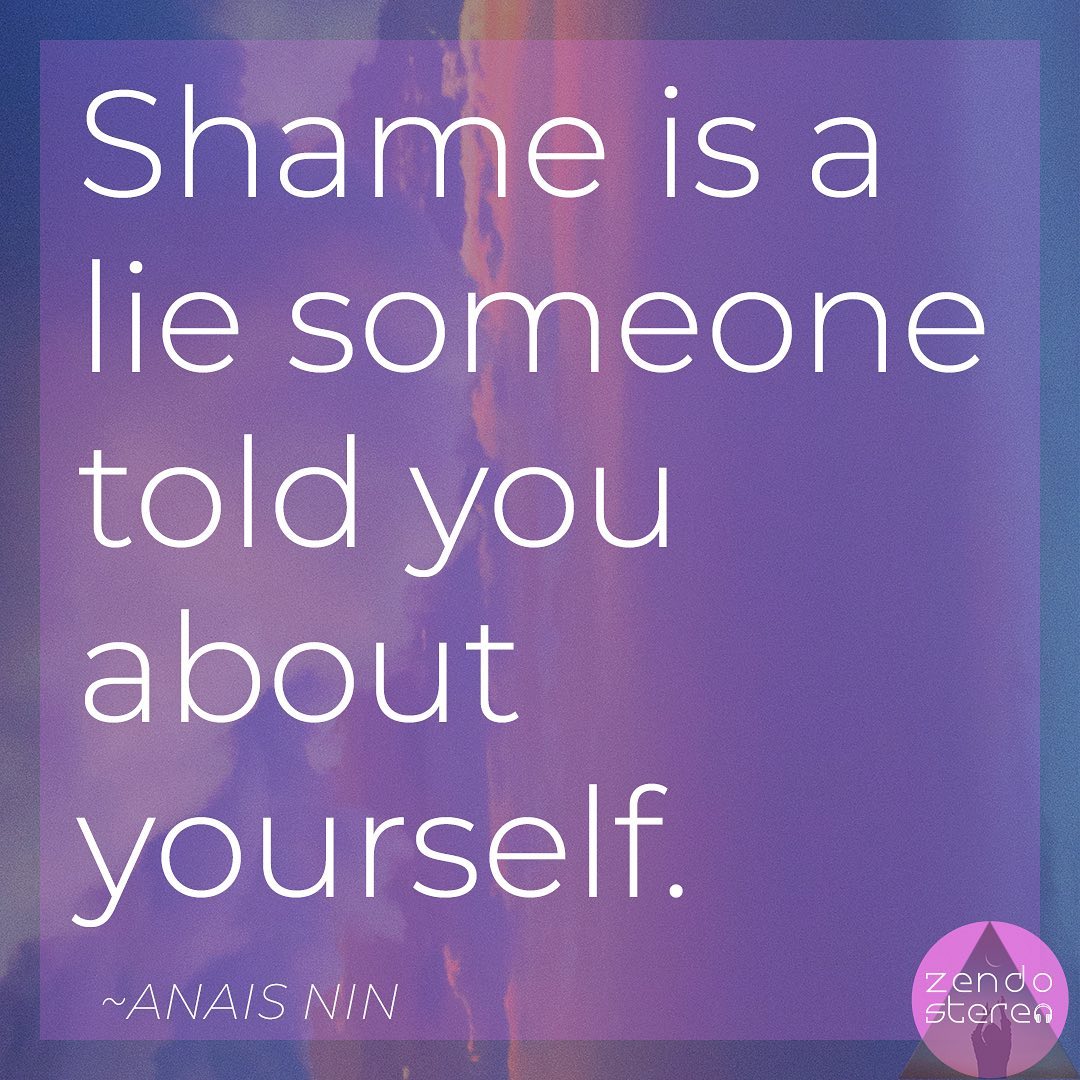 Shame is a
lie someone
told you
about
yourself.
~ANAIS NIN
zendo
stereo